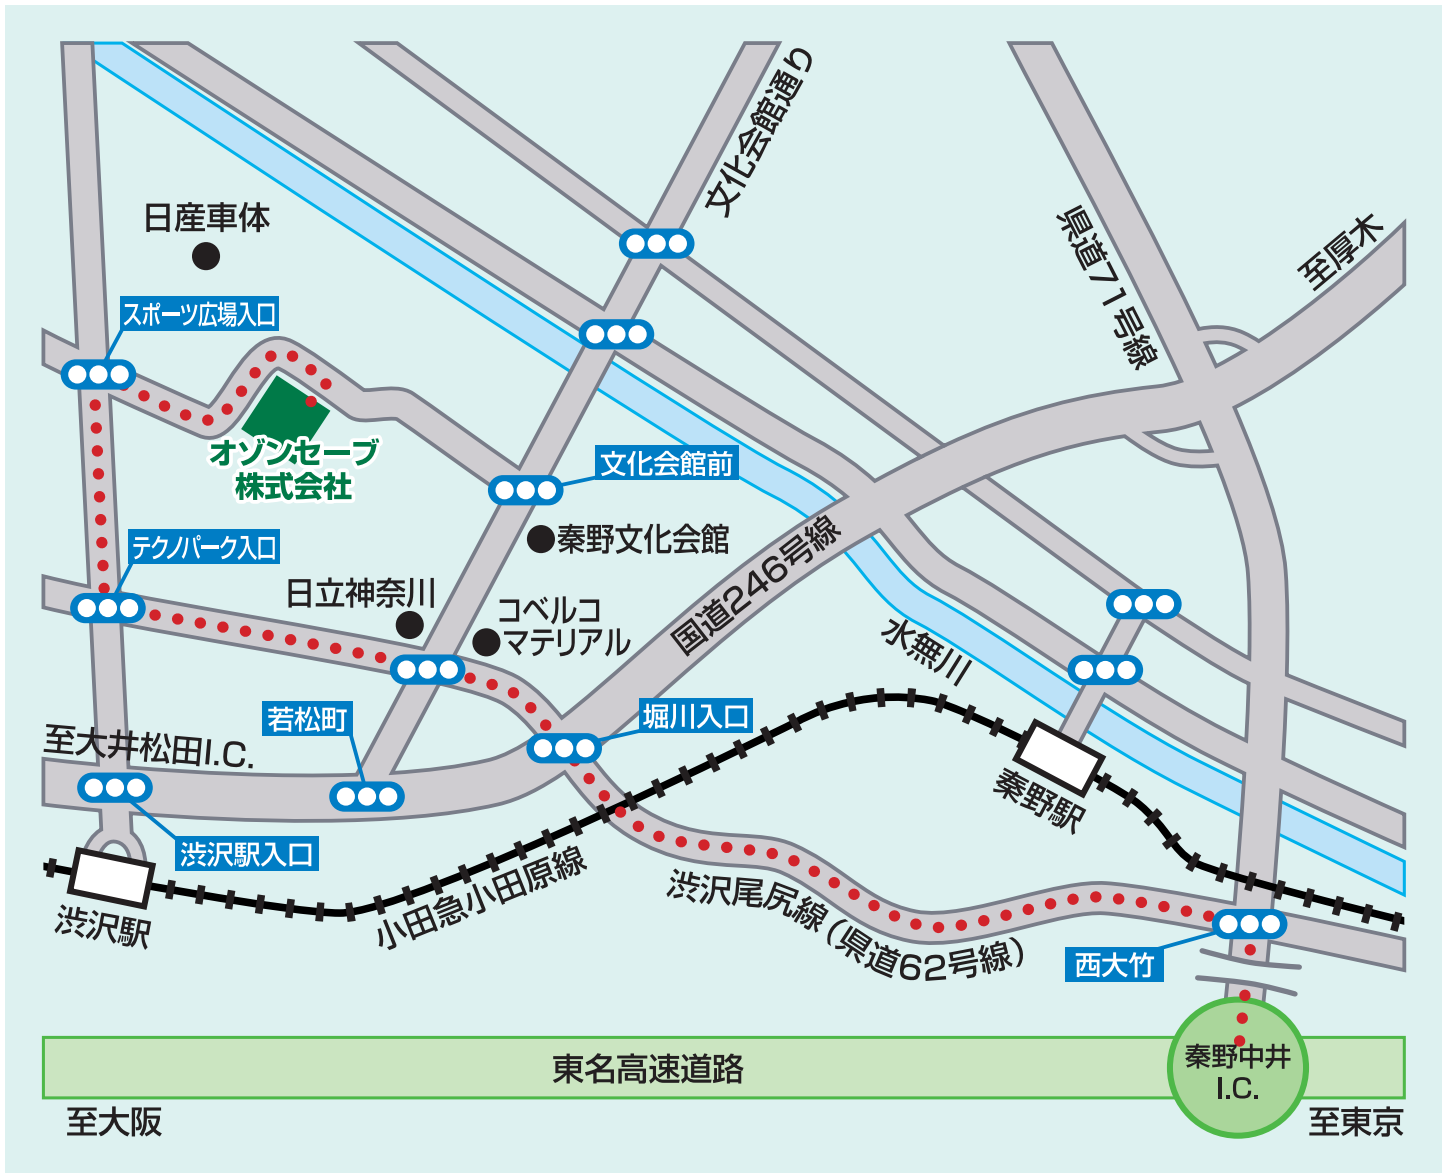 文化会館通り
日産車体
県道71号線
至厚木
スポーツ広場入口
オゾンセーブ
株式会社
文化会館前
秦野文化会館
テクノパーク入口
日立神奈川
コベルコ
マテリアル
国道246号線
水無川
若松町
堀川入口
至大井松田I.C.
秦野駅
渋沢駅入口
小田急小田原線
渋沢駅
渋沢尾尻線(県道62号線)
西大竹
東名高速道路
秦野中井
I.C.
至大阪
至東京